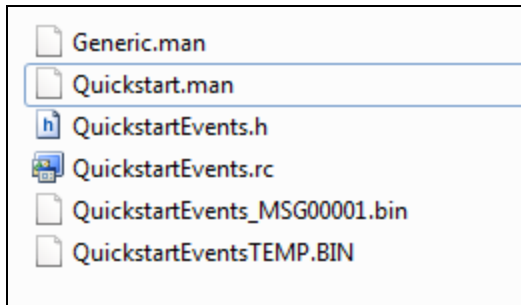 Generic.man
Quickstart.man
QuickstartEvents.h
QuickstartEvents.rc
QuickstartEvents_MSG00001.bin
QuickstartEventsTEMP.BIN